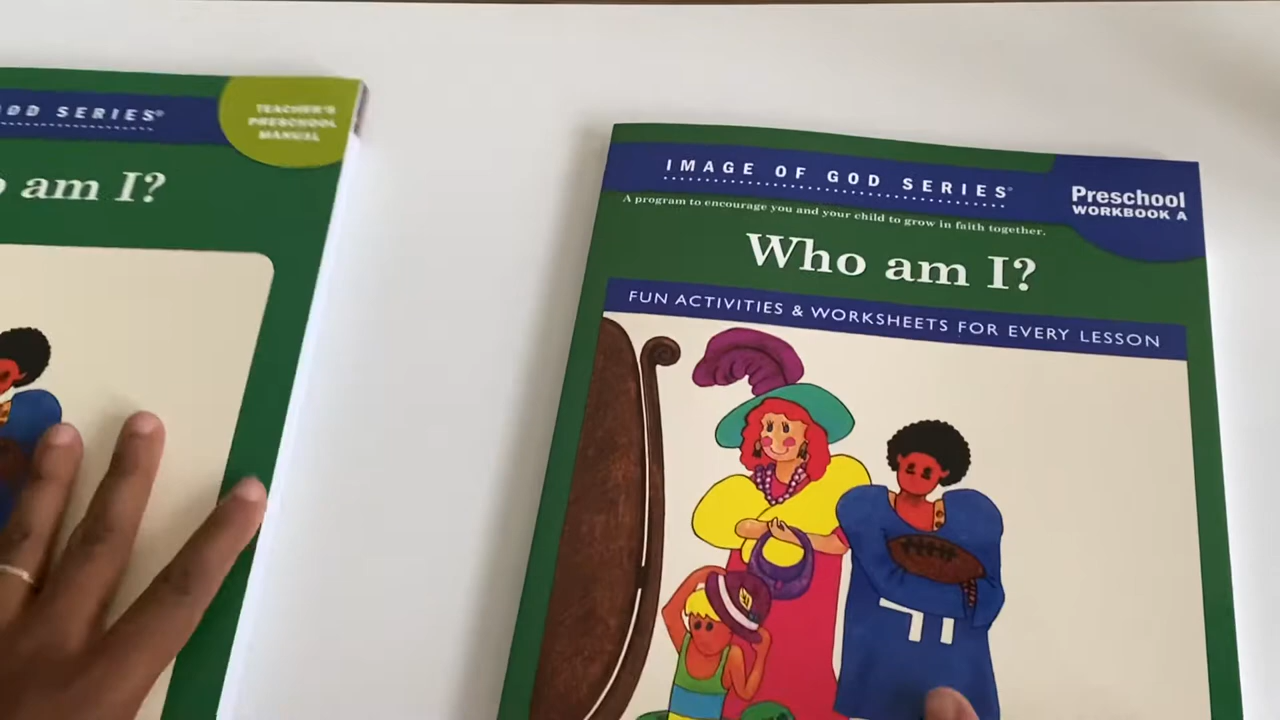 OD SERIES®
TEACHER'S
PRESCHOOL
MANUAL
am I?
IMAGE OF GOD SERIES®
Preschool
WORKBOOK A
A program to encourage you and your child to grow in faith together.
Who am I?
FUN ACTIVITIES & WORKSHEETS FOR EVERY LESSON